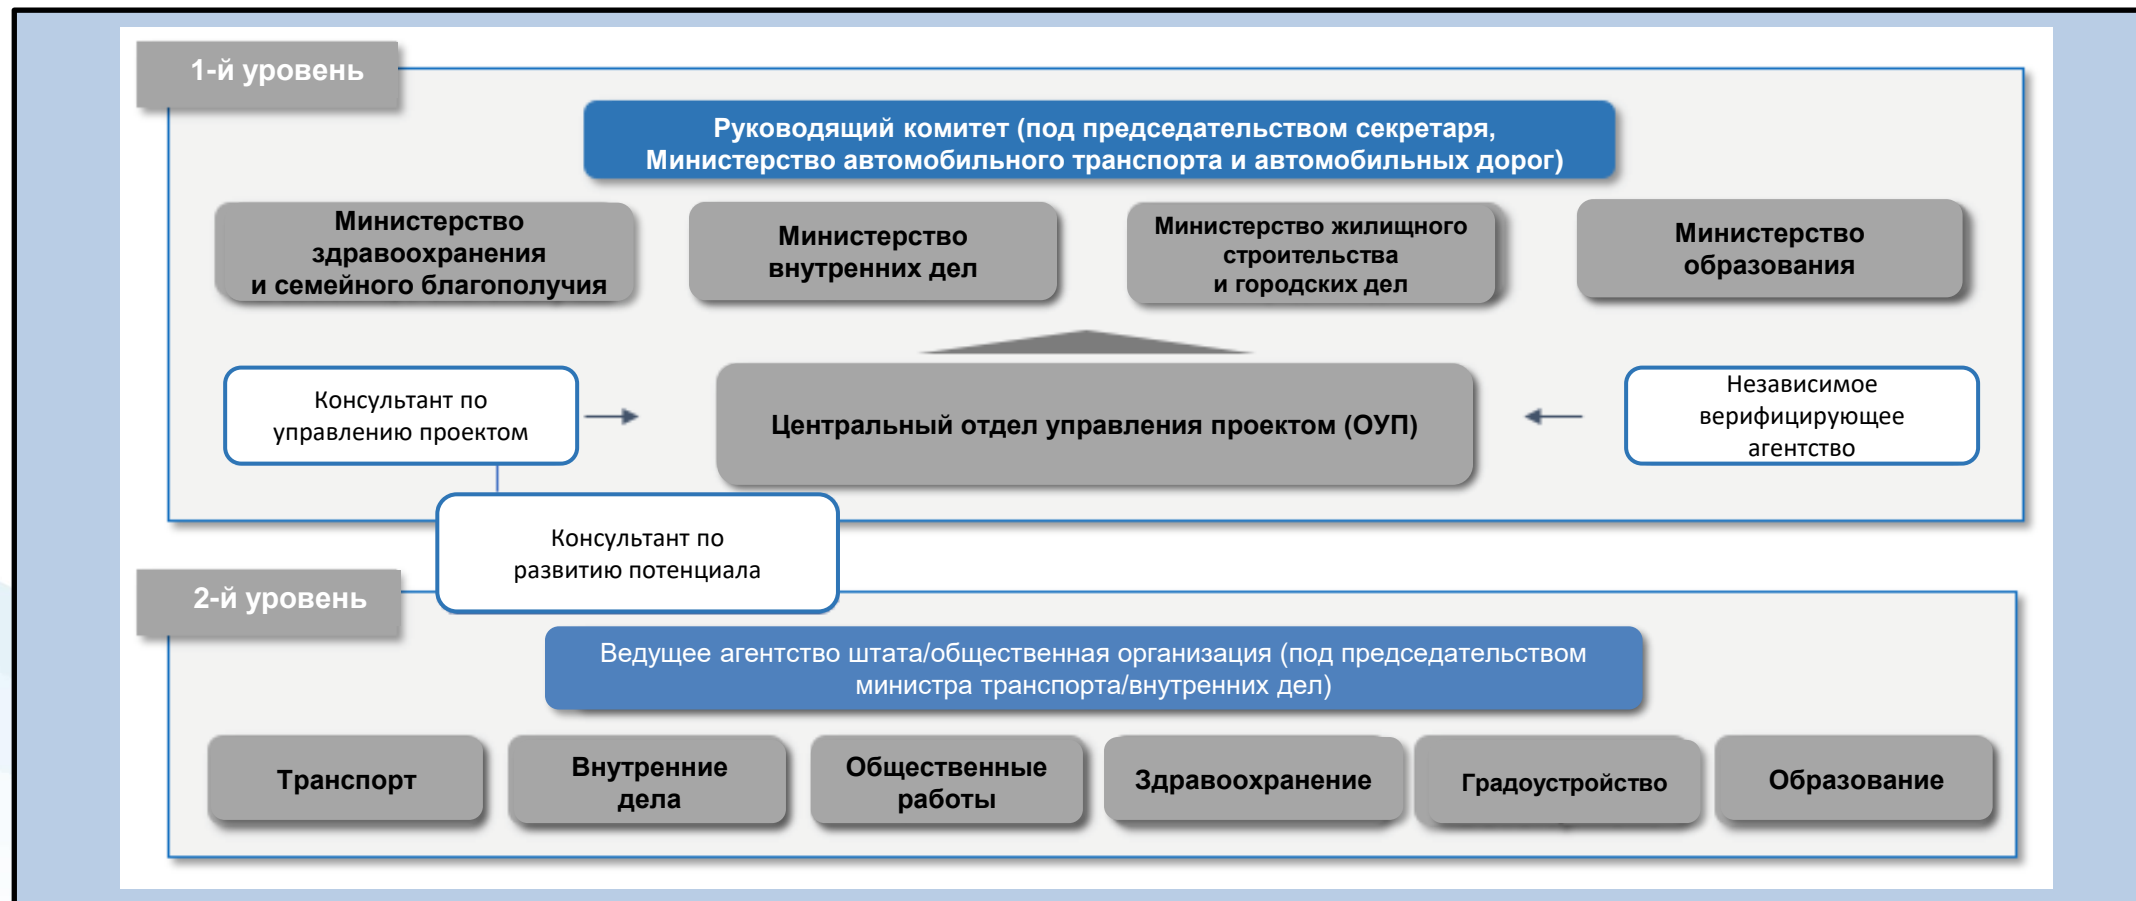 1-й уровень
Руководящий комитет (под председательством секретаря,
Министерство автомобильного транспорта и автомобильных дорог)
Министерство
здравоохранения
и семейного благополучия
Министерство
внутренних дел
Министерство жилищного
строительства
и городских дел
Министерство
образования
Консультант по
управлению проектом
Центральный отдел управления проектом (ОУП)
Независимое
верифицирующее
агентство
Консультант по
развитию потенциала
2-й уровень
Ведущее агентство штата/общественная организация (под председательством
министра транспорта/внутренних дел)
Транспорт
Внутренние
дела
Общественные
работы
Здравоохранение
Градоустройство
Образование